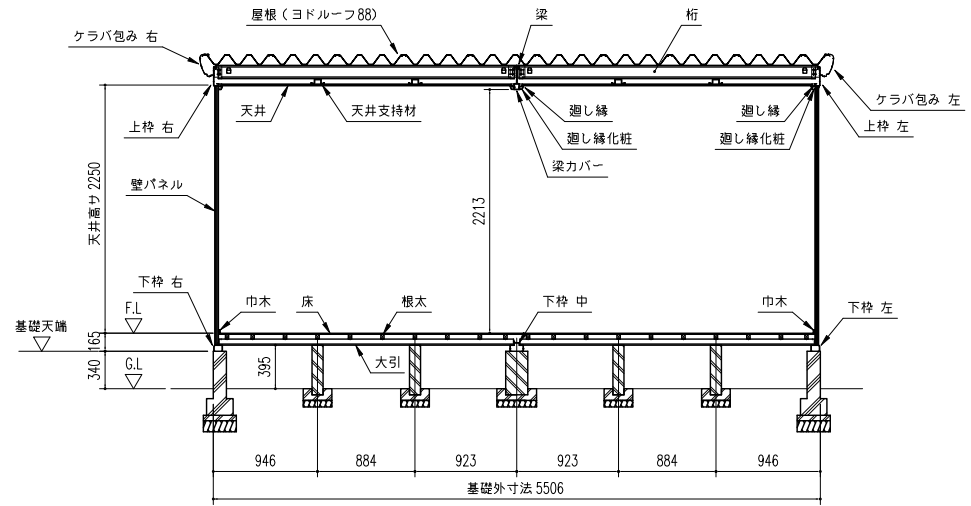 屋根（ヨドルーフ88）
梁
桁
ケラバ包み 右
天井
天井支持材
廻し縁
廻し縁
ケラバ包み 左
上枠 右
廻し縁化粧
廻し縁化粧
上枠 左
梁カバー
壁パネル
天井高サ 2250
2213
下枠 右
巾木
床
根太
下枠 中
巾木
下枠 左
F.L
基礎天端
165
G.L
340
395
大引
946
884
923
923
884
946
基礎外寸法 5506